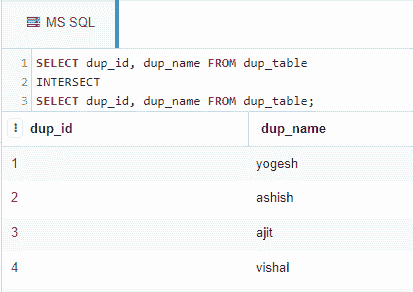 MS SQL
1 SELECT dup_id, dup_name FROM dup_table
2 INTERSECT
3 SELECT dup_id, dup_name FROM dup_table;
dup_id dup_name
1 yogesh
2 ashish
3 ajit
4 vishal